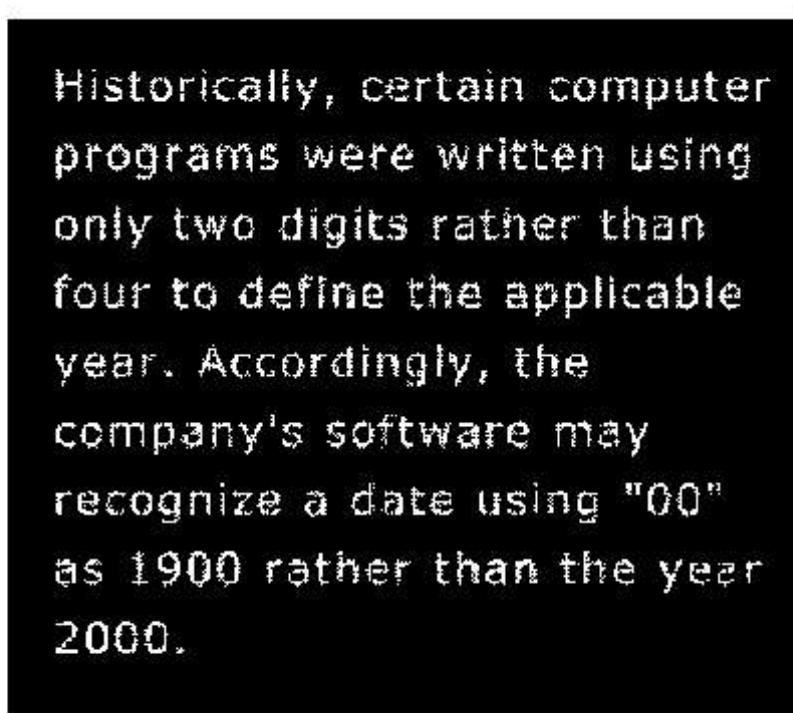 Historically, certain computer
programs were written using
only two digits rather than
four to define the applicable
year. Accordingly, the
company's software may
recognize a date using "00"
as 1900 rather than the year
2000.